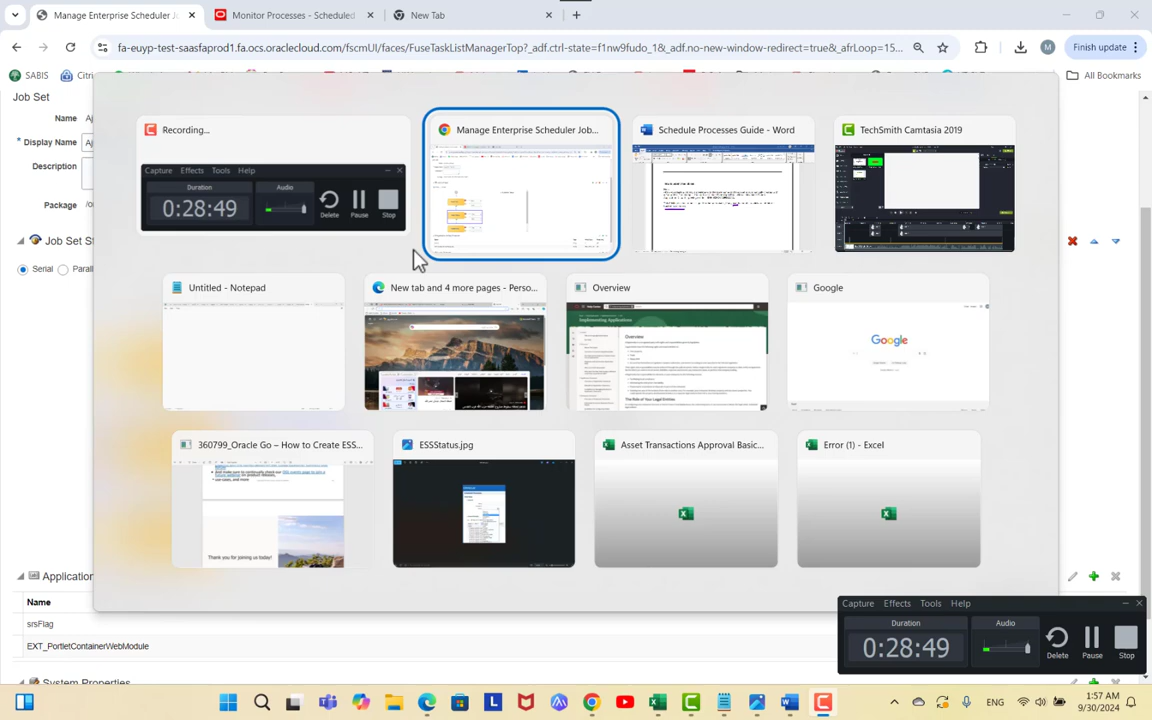 Manage Enterprise Scheduler Jo
Monitor Processes - Scheduled
New Tab
fa-euyp-test-saasfaprod1.fa.ocs.oraclecloud.com/fscmUI/faces/FuseTaskListManagerTop?_adf.ctrl-state=f1nw9fudo_1&_adf.no-new-window-redirect=true&_afrLoop=15...
M
Finish update
SABIS
Citri
All Bookmarks
Job Set
Name
Aj
* Display Name
Aj
Description
Package
/o
Job Set St
Serial
Parall
Recording...
Capture Effects Tools Help
Duration
0:28:49
Audio
Delete
Pause
Stop
Manage Enterprise Scheduler Job...
Schedule Processes Guide - Word
TechSmith Camtasia 2019
Untitled - Notepad
New tab and 4 more pages - Perso...
Overview
Overview
Google
Google
360799_Oracle Go – How to Create ESS...
Thank you for joining us today!
ESSStatus.jpg
Asset Transactions Approval Basic...
Error (1) - Excel
Application
Name
srsFlag
EXT_PortletContainerWebModule
System Properties
Capture Effects Tools Help
Duration
0:28:49
Audio
Delete
Pause
Stop
ENG
1:57 AM
9/30/2024